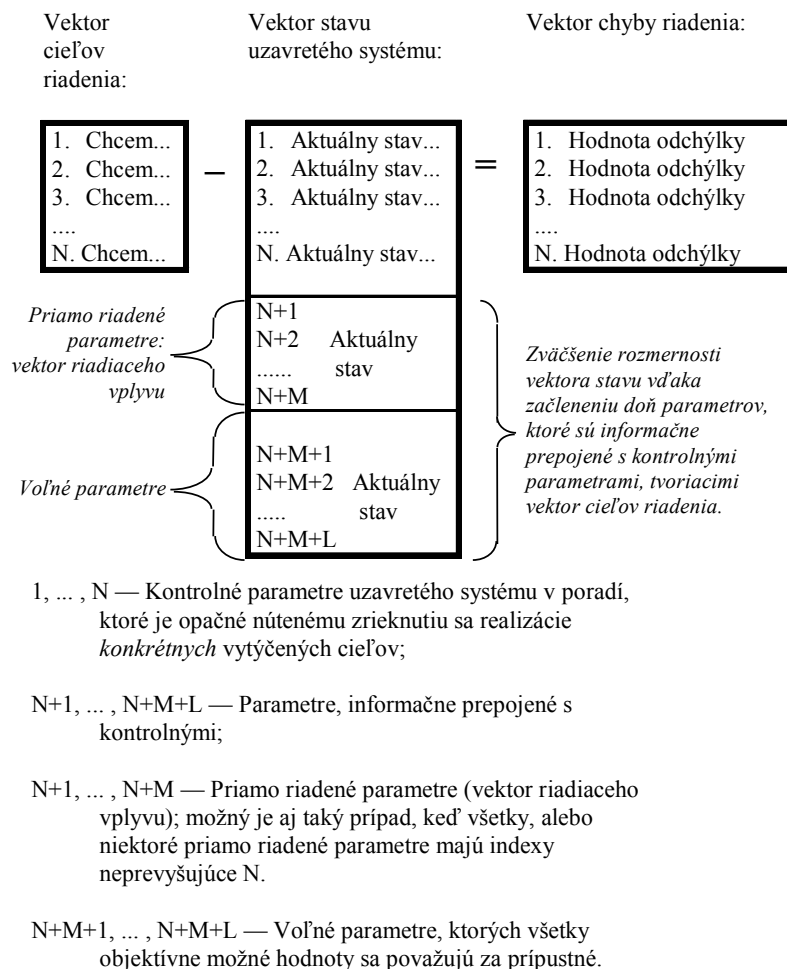 Vektor
cieľov
riadenia:
Vektor stavu
uzavretého systému:
Vektor chyby riadenia:
1. Chcem...
2. Chcem...
3. Chcem...
....
N. Chcem...
–
1. Aktuálny stav...
2. Aktuálny stav...
3. Aktuálny stav...
....
N. Aktuálny stav...
=
1. Hodnota odchýlky
2. Hodnota odchýlky
3. Hodnota odchýlky
....
N. Hodnota odchýlky
Priamo riadené
parametre:
vektor riadiaceho
vplyvu
N+1
N+2 Aktuálny
...... stav
N+M
Voľné parametre
N+M+1
N+M+2 Aktuálny
..... stav
N+M+L
Zväčšenie rozmernosti
vektora stavu vďaka
začleneniu doň parametrov,
ktoré sú informačne
prepojené s kontrolnými
parametrami, tvoriacimi
vektor cieľov riadenia.
1, ... , N — Kontrolné parametre uzavretého systému v poradí,
ktoré je opačné nútenému zrieknutiu sa realizácie
konkrétnych vytýčených cieľov;
N+1, ... , N+M+L — Parametre, informačne prepojené s
kontrolnými;
N+1, ... , N+M — Priamo riadené parametre (vektor riadiaceho
vplyvu); možný je aj taký prípad, keď všetky, alebo
niektoré priamo riadené parametre majú indexy
neprevyšujúce N.
N+M+1, ... , N+M+L — Voľné parametre, ktorých všetky
objektívne možné hodnoty sa považujú za prípustné.